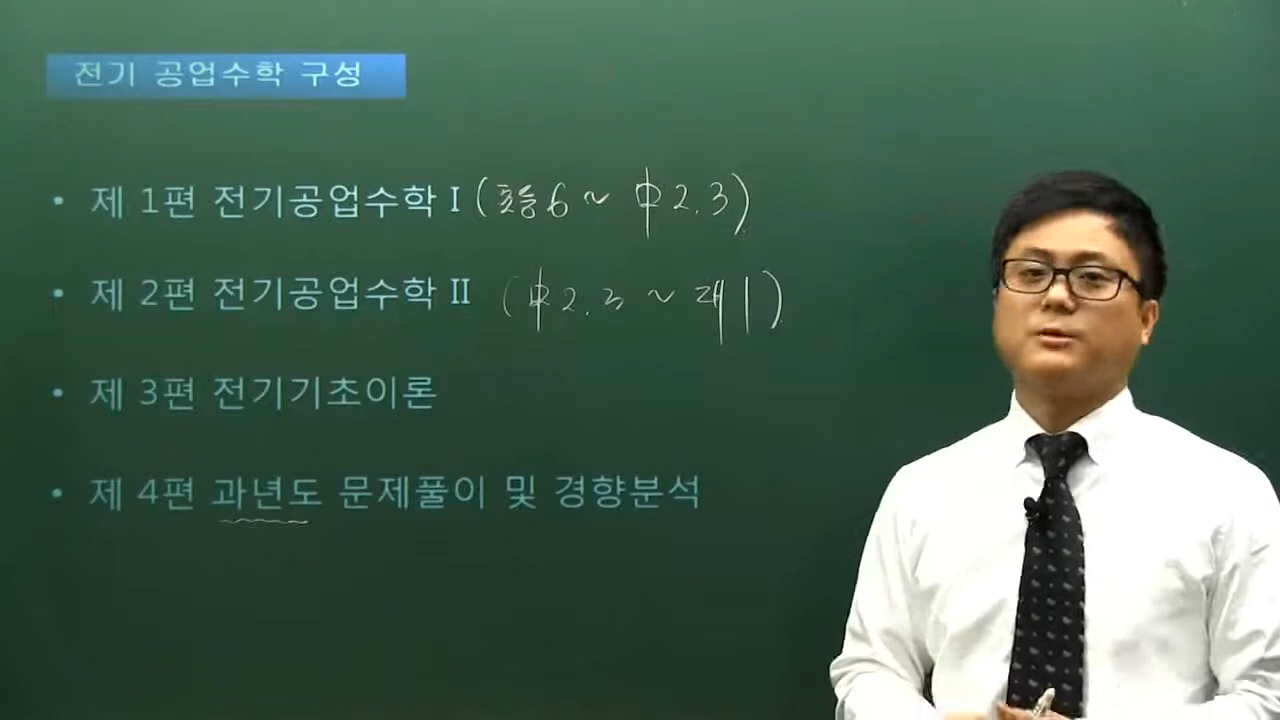 전기 공업수학 구성
• 제 1편 전기공업수학 I (초등6 ~ 中2.3)
• 제 2편 전기공업수학 II (中2.3 ~ 고1)
• 제 3편 전기기초이론
• 제 4편 과년도 문제풀이 및 경향분석